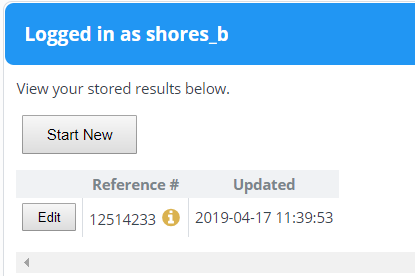 Logged in as shores_b
View your stored results below.
Start New
Reference # Updated
Edit 12514233 2019-04-17 11:39:53